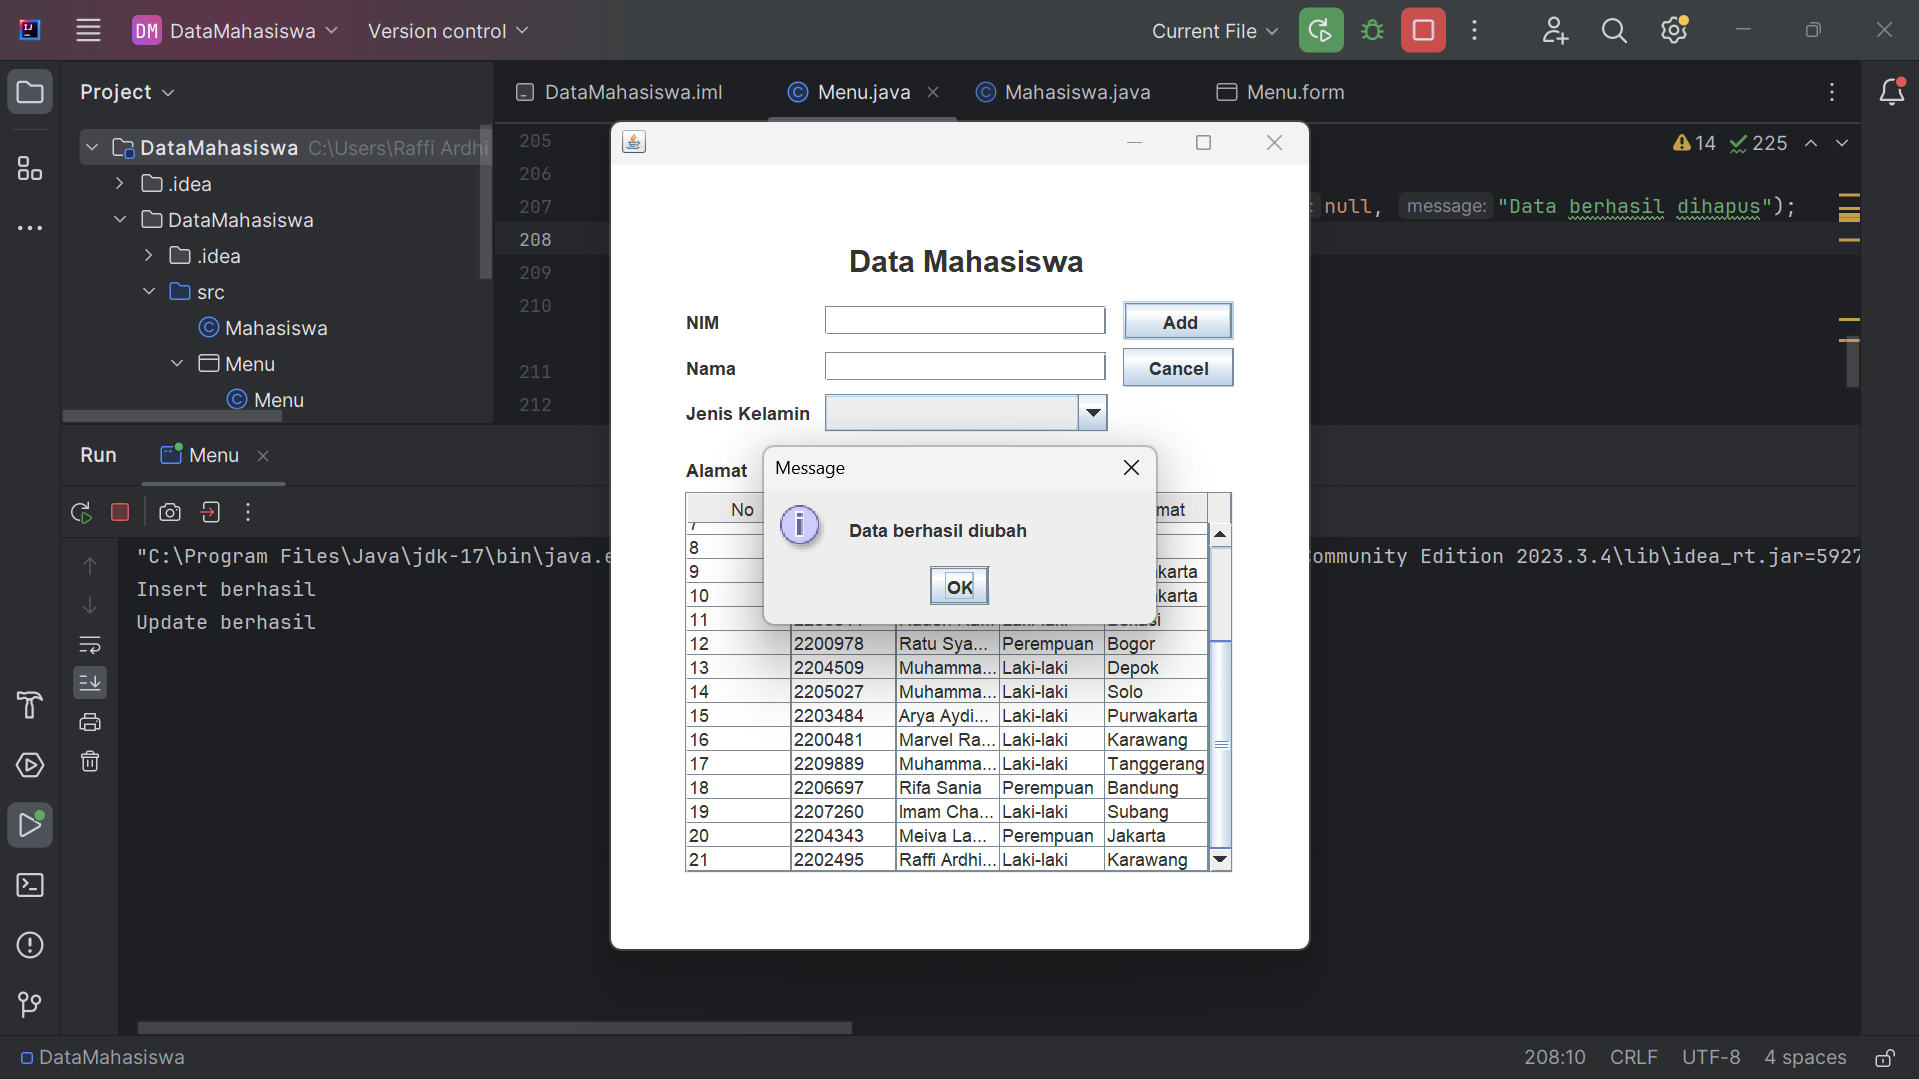 DM DataMahasiswa Version control Current File
Project
DataMahasiswa.iml Menu.java Mahasiswa.java Menu.form
DataMahasiswa C:\Users\Raffi Ardhi
.idea
DataMahasiswa
.idea
src
Mahasiswa
Menu
Menu
205
206
207
208
209
210
211
212
14 225
null, message: "Data berhasil dihapus");
Data Mahasiswa
NIM Add
Nama Cancel
Jenis Kelamin
Alamat
Message
Data berhasil diubah
OK
No mat
8
9 karta
10 karta
11
12 2200978 Ratu Sya... Perempuan Bogor
13 2204509 Muhamma... Laki-laki Depok
14 2205027 Muhamma... Laki-laki Solo
15 2203484 Arya Aydi... Laki-laki Purwakarta
16 2200481 Marvel Ra... Laki-laki Karawang
17 2209889 Muhamma... Laki-laki Tanggerang
18 2206697 Rifa Sania Perempuan Bandung
19 2207260 Imam Cha... Laki-laki Subang
20 2204343 Meiva La... Perempuan Jakarta
21 2202495 Raffi Ardhi... Laki-laki Karawang
Run Menu
"C:\Program Files\Java\jdk-17\bin\java.e ommunity Edition 2023.3.4\lib\idea_rt.jar=5927
Insert berhasil
Update berhasil
DataMahasiswa 208:10 CRLF UTF-8 4 spaces